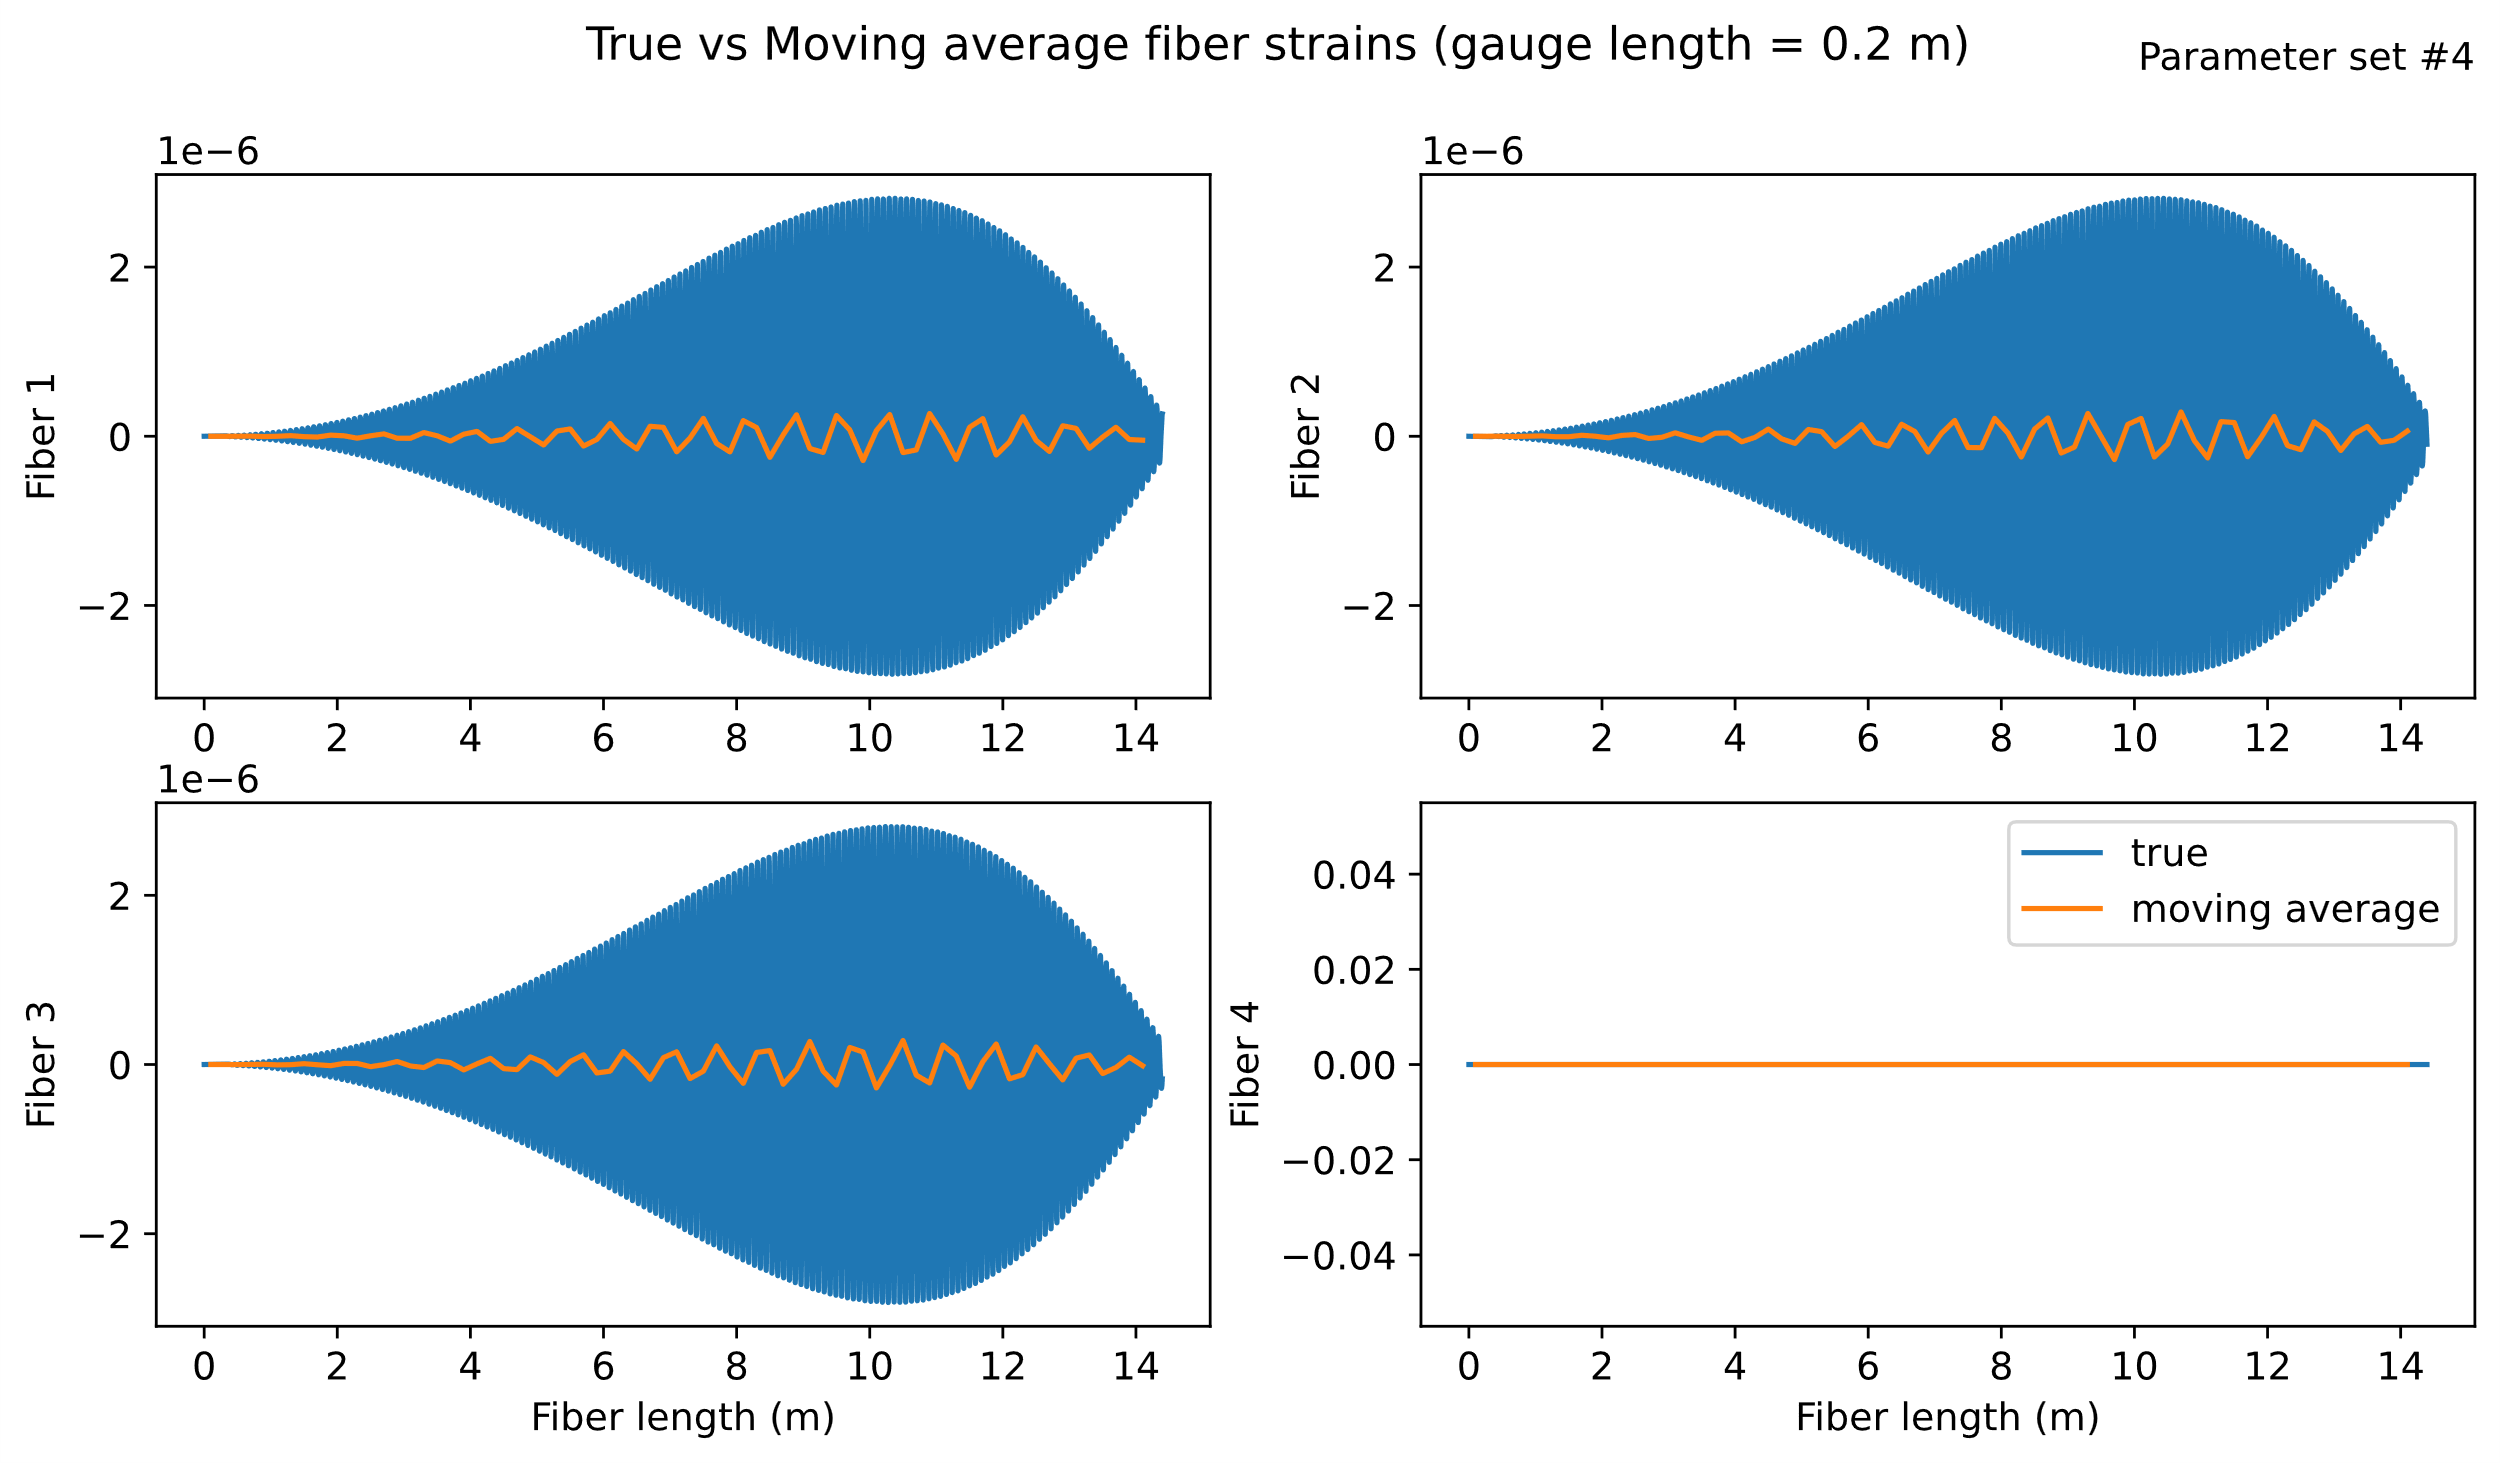 True vs Moving average fiber strains (gauge length = 0.2 m)
Parameter set #4
1e−6
2
0
−2
Fiber 1
0 2 4 6 8 10 12 14
1e−6
2
0
−2
Fiber 2
0 2 4 6 8 10 12 14
1e−6
2
0
−2
Fiber 3
0 2 4 6 8 10 12 14
Fiber length (m)
0.04
0.02
0.00
−0.02
−0.04
Fiber 4
true
moving average
0 2 4 6 8 10 12 14
Fiber length (m)